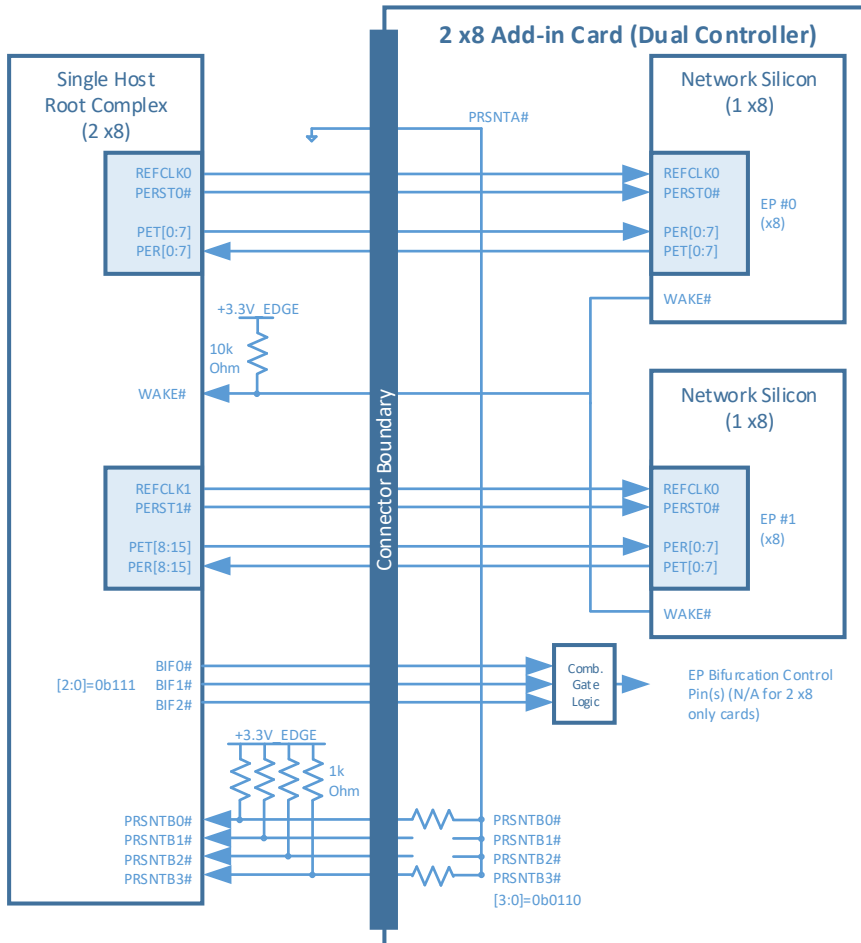 2 x8 Add-in Card (Dual Controller)
Single Host
Root Complex
(2 x8)
Network Silicon
(1 x8)
PRSNTA#
REFCLK0
PERST0#
PET[0:7]
PER[0:7]
REFCLK0
PERST0#
PER[0:7]
PET[0:7]
EP #0
(x8)
WAKE#
+3.3V_EDGE
10k
Ohm
WAKE#
Connector Boundary
Network Silicon
(1 x8)
REFCLK1
PERST1#
PET[8:15]
PER[8:15]
REFCLK0
PERST0#
PER[0:7]
PET[0:7]
EP #1
(x8)
WAKE#
[2:0]=0b111
BIF0#
BIF1#
BIF2#
Comb.
Gate
Logic
EP Bifurcation Control
Pin(s) (N/A for 2 x8
only cards)
+3.3V_EDGE
1k
Ohm
PRSNTB0#
PRSNTB1#
PRSNTB2#
PRSNTB3#
PRSNTB0#
PRSNTB1#
PRSNTB2#
PRSNTB3#
[3:0]=0b0110